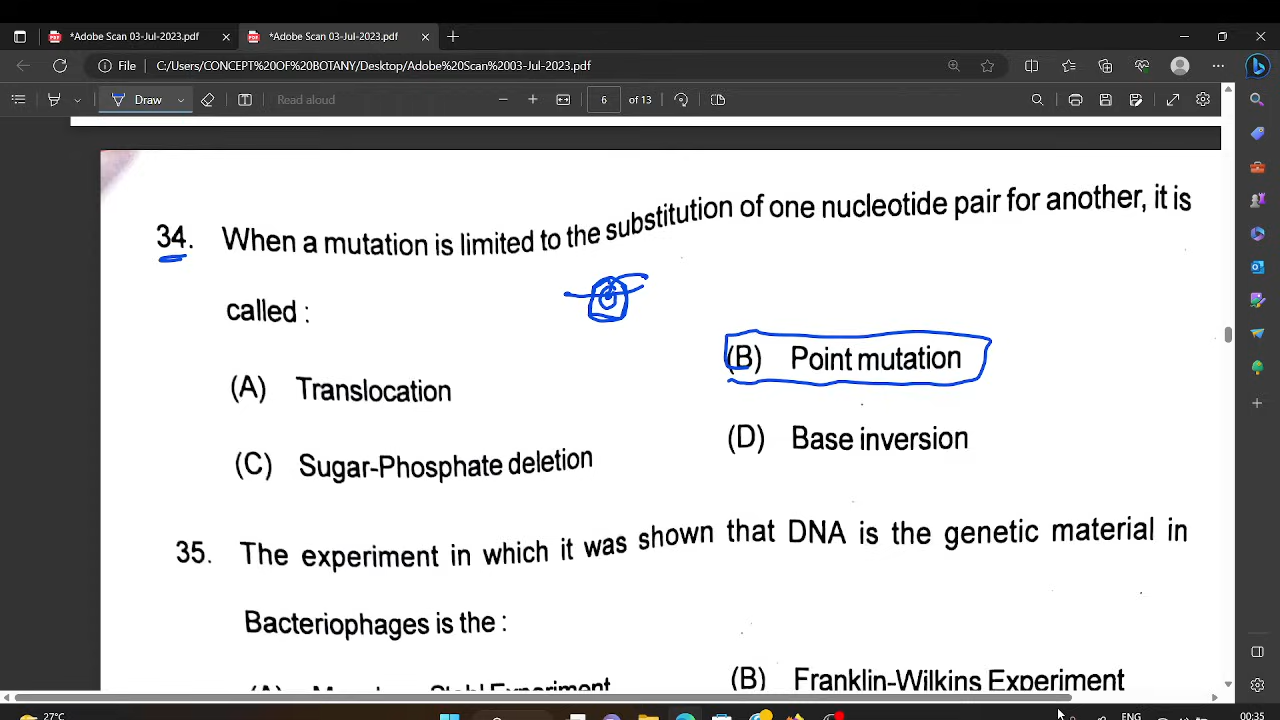 *Adobe Scan 03-Jul-2023.pdf
*Adobe Scan 03-Jul-2023.pdf
File
C:/Users/CONCEPT%20OF%20BOTANY/Desktop/Adobe%20Scan%2003-Jul-2023.pdf
Draw
Read aloud
6 of 13
34. When a mutation is limited to the substitution of one nucleotide pair for another, it is
called :
(A) Translocation
(B) Point mutation
(C) Sugar-Phosphate deletion
(D) Base inversion
35. The experiment in which it was shown that DNA is the genetic material in
Bacteriophages is the :
(A) Experiment
(B) Franklin-Wilkins Experiment
27°C
ENG
00:35